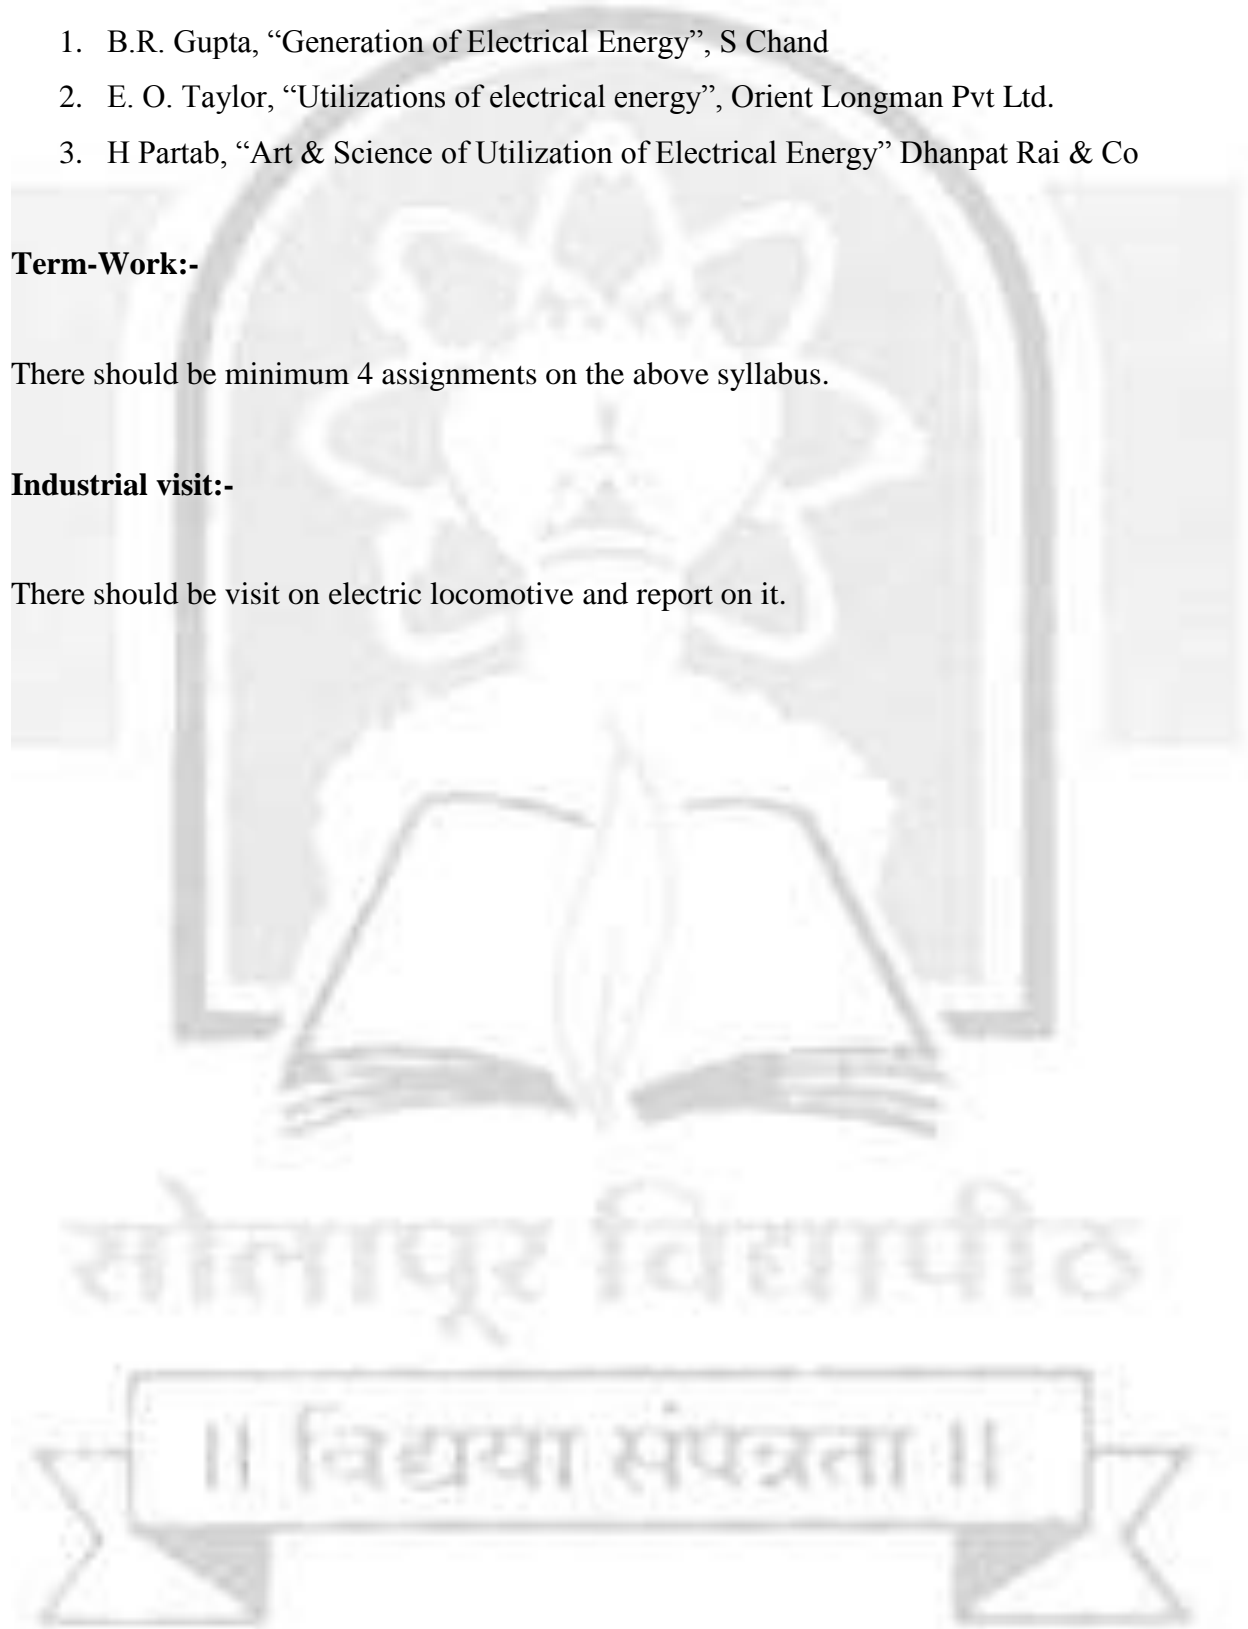 1. B.R. Gupta, “Generation of Electrical Energy”, S Chand
2. E. O. Taylor, “Utilizations of electrical energy”, Orient Longman Pvt Ltd.
3. H Partab, “Art & Science of Utilization of Electrical Energy” Dhanpat Rai & Co
Term-Work:-
There should be minimum 4 assignments on the above syllabus.
Industrial visit:-
There should be visit on electric locomotive and report on it.
सोलापूर विद्यापीठ
|| विद्यया संपन्नता ||